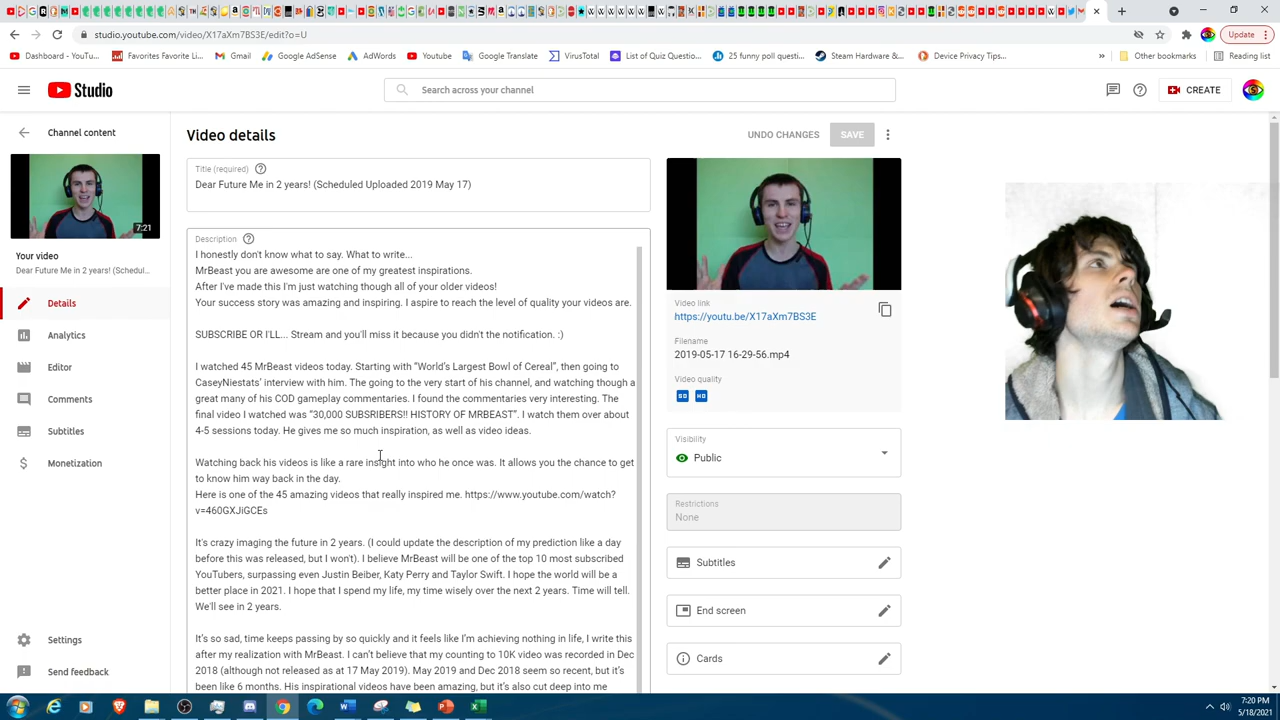 studio.youtube.com/video/X17aXm7BS3E/edit?o=U
Update
Dashboard - YouTu...
Favorites Favorite Li...
Gmail
Google AdSense
AdWords
Youtube
Google Translate
VirusTotal
List of Quiz Questio...
25 funny poll questi...
Steam Hardware &...
Device Privacy Tips...
»
Other bookmarks
Reading list
Studio
Search across your channel
CREATE
Channel content
Video details
UNDO CHANGES
SAVE
7:21
Your video
Dear Future Me in 2 years! (Schedul...
Details
Analytics
Editor
Comments
Subtitles
Monetization
Settings
Send feedback
Title (required)
Dear Future Me in 2 years! (Scheduled Uploaded 2019 May 17)
Description
I honestly don't know what to say. What to write...
MrBeast you are awesome are one of my greatest inspirations.
After I've made this I'm just watching though all of your older videos!
Your success story was amazing and inspiring. I aspire to reach the level of quality your videos are.
SUBSCRIBE OR I'LL... Stream and you'll miss it because you didn't the notification. :)
I watched 45 MrBeast videos today. Starting with “World's Largest Bowl of Cereal”, then going to
CaseyNiestats’ interview with him. The going to the very start of his channel, and watching though a
great many of his COD gameplay commentaries. I found the commentaries very interesting. The
final video I watched was “30,000 SUBSRIBERS!! HISTORY OF MRBEAST”. I watch them over about
4-5 sessions today. He gives me so much inspiration, as well as video ideas.
Watching back his videos is like a rare insight into who he once was. It allows you the chance to get
to know him way back in the day.
Here is one of the 45 amazing videos that really inspired me. https://www.youtube.com/watch?
v=460GXJiGCEs
It's crazy imaging the future in 2 years. (I could update the description of my prediction like a day
before this was released, but I won't). I believe MrBeast will be one of the top 10 most subscribed
YouTubers, surpassing even Justin Beiber, Katy Perry and Taylor Swift. I hope the world will be a
better place in 2021. I hope that I spend my life, my time wisely over the next 2 years. Time will tell.
We'll see in 2 years.
It’s so sad, time keeps passing by so quickly and it feels like I’m achieving nothing in life, I write this
after my realization with MrBeast. I can’t believe that my counting to 10K video was recorded in Dec
2018 (although not released as at 17 May 2019). May 2019 and Dec 2018 seem so recent, but it’s
been like 6 months. His inspirational videos have been amazing, but it’s also cut deep into me
Video link
https://youtu.be/X17aXm7BS3E
Filename
2019-05-17 16-29-56.mp4
Video quality
SD HD
Visibility
Public
Restrictions
None
Subtitles
End screen
Cards
7:20 PM
5/18/2021